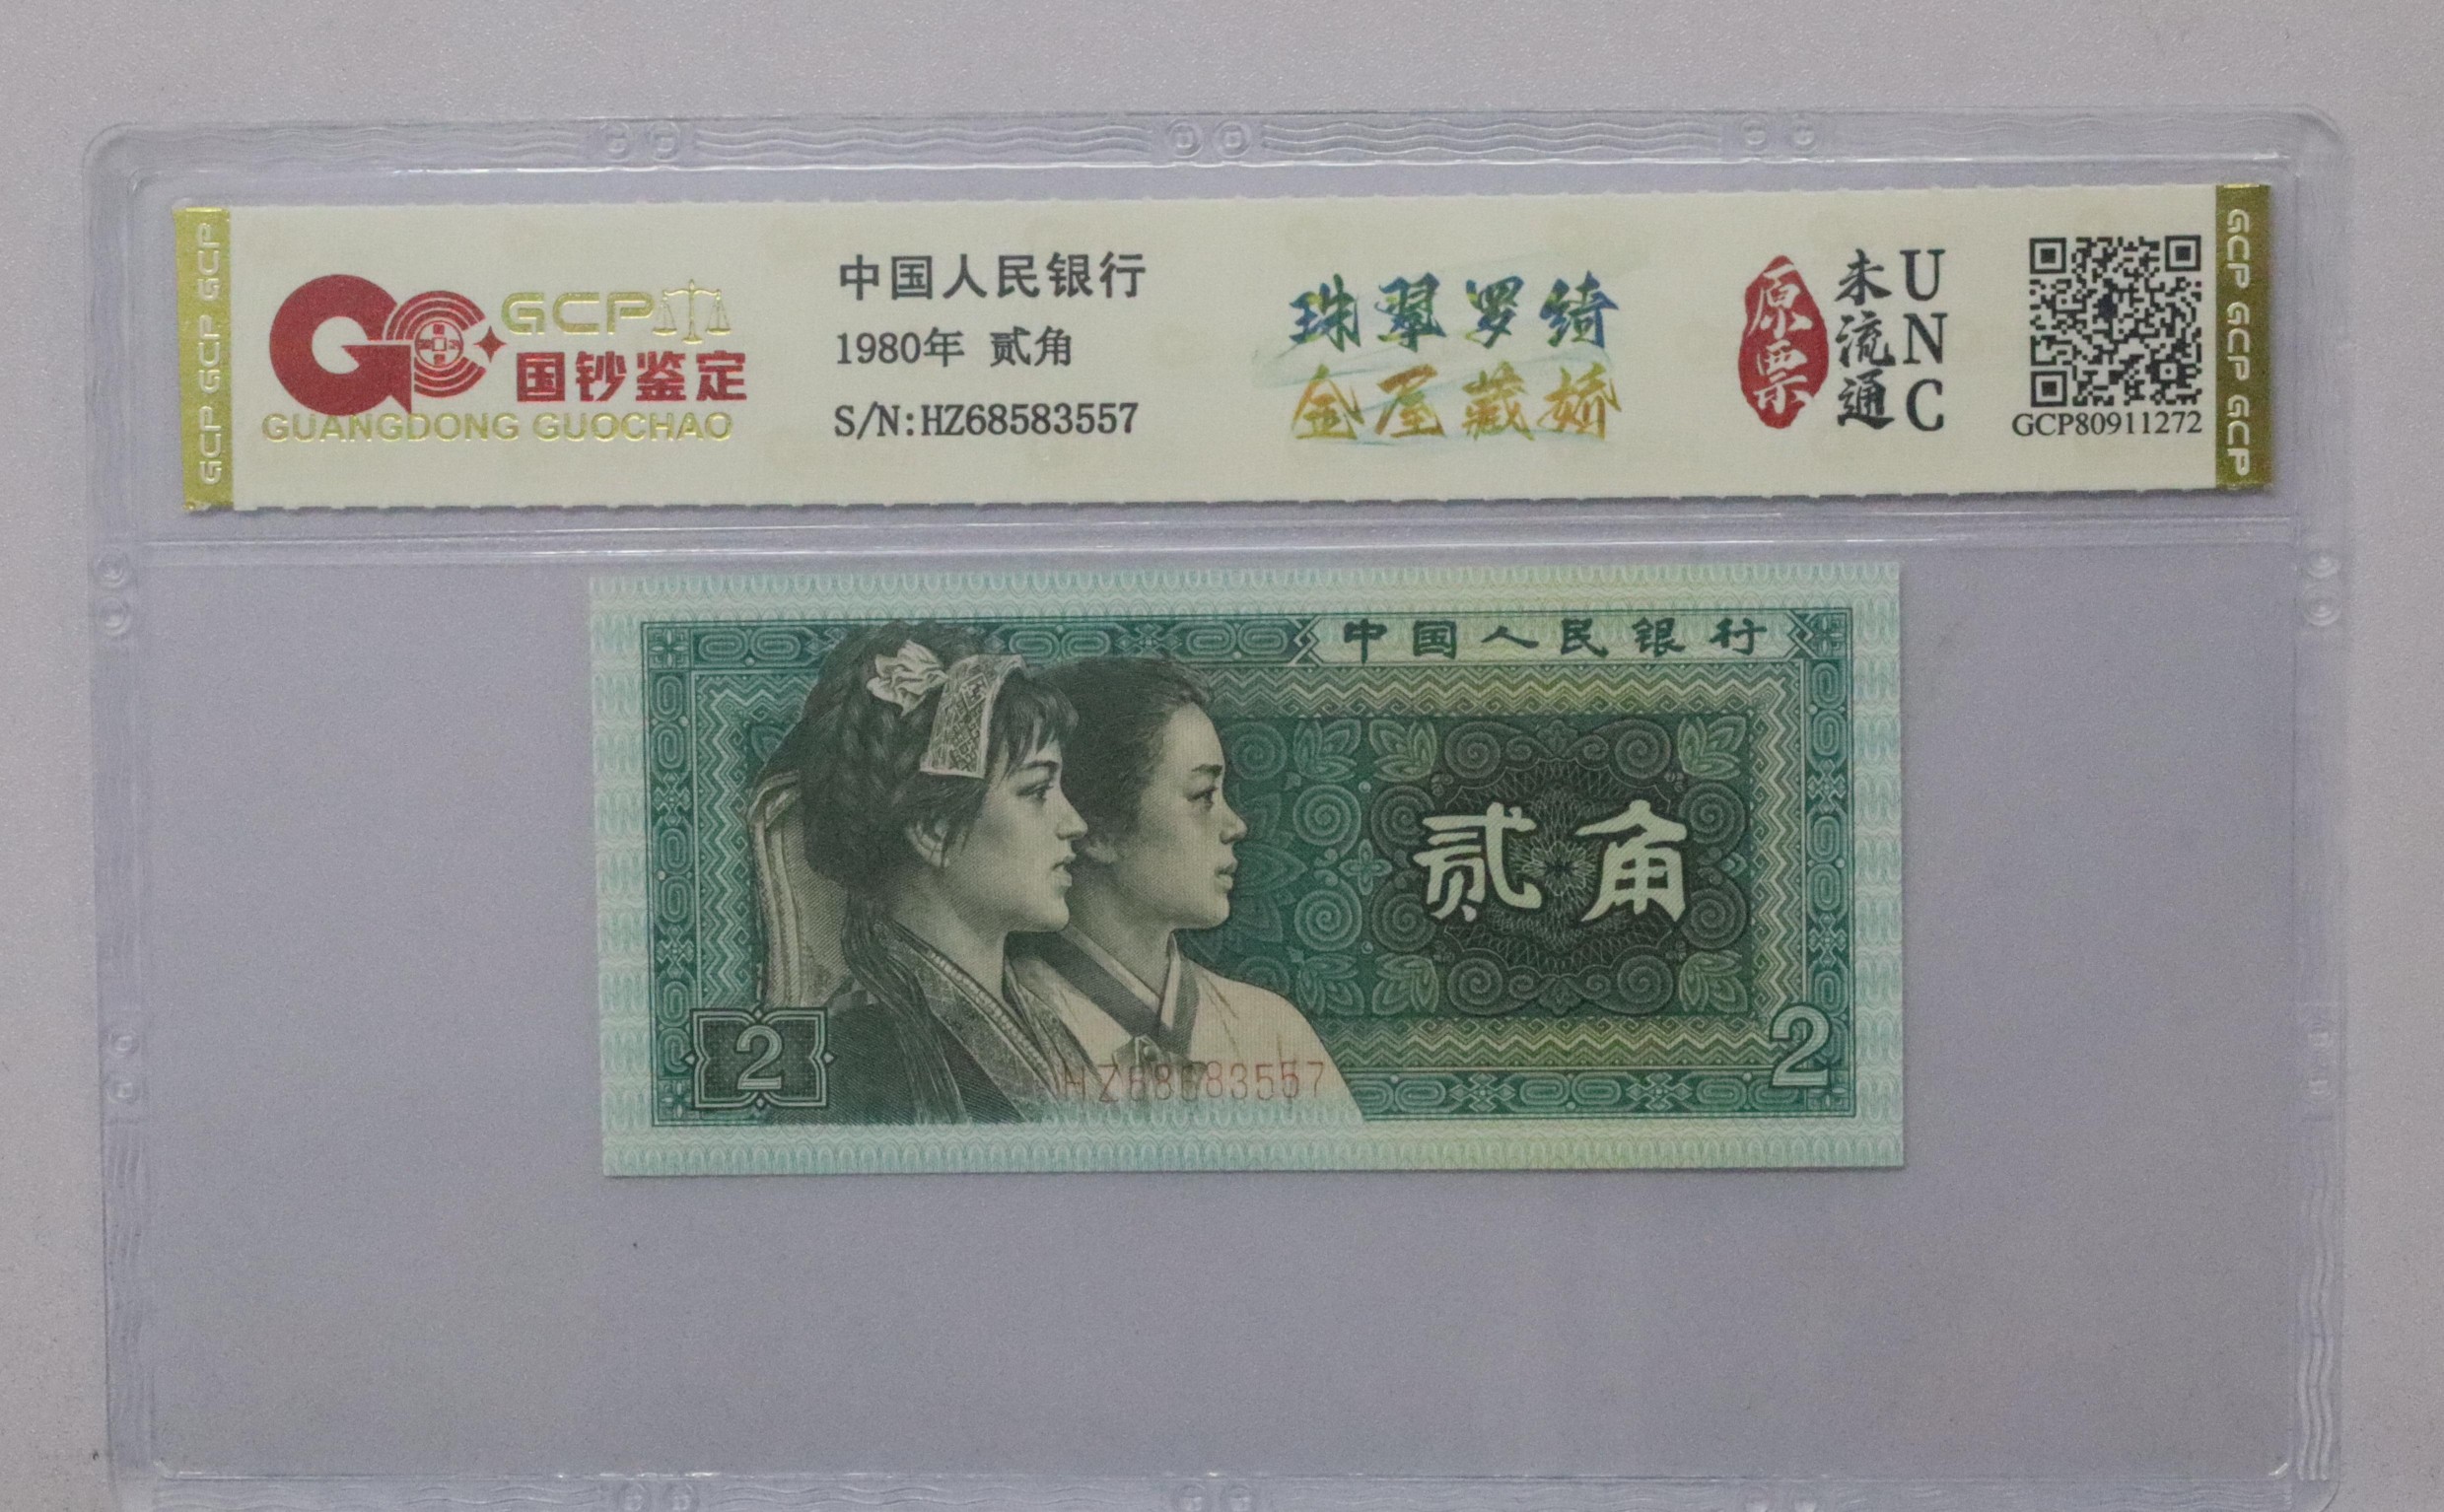 GCP GCP GCP
GCP
国钞鉴定
GUANGDONG GUOCHAO
中国人民银行
1980年 贰角
S/N:HZ68583557
珠翠罗绮
金屋藏娇
原票
未流通
UNC
GCP80911272
GCP GCP GCP
中国人民银行
贰角
2
2
HZ68583557